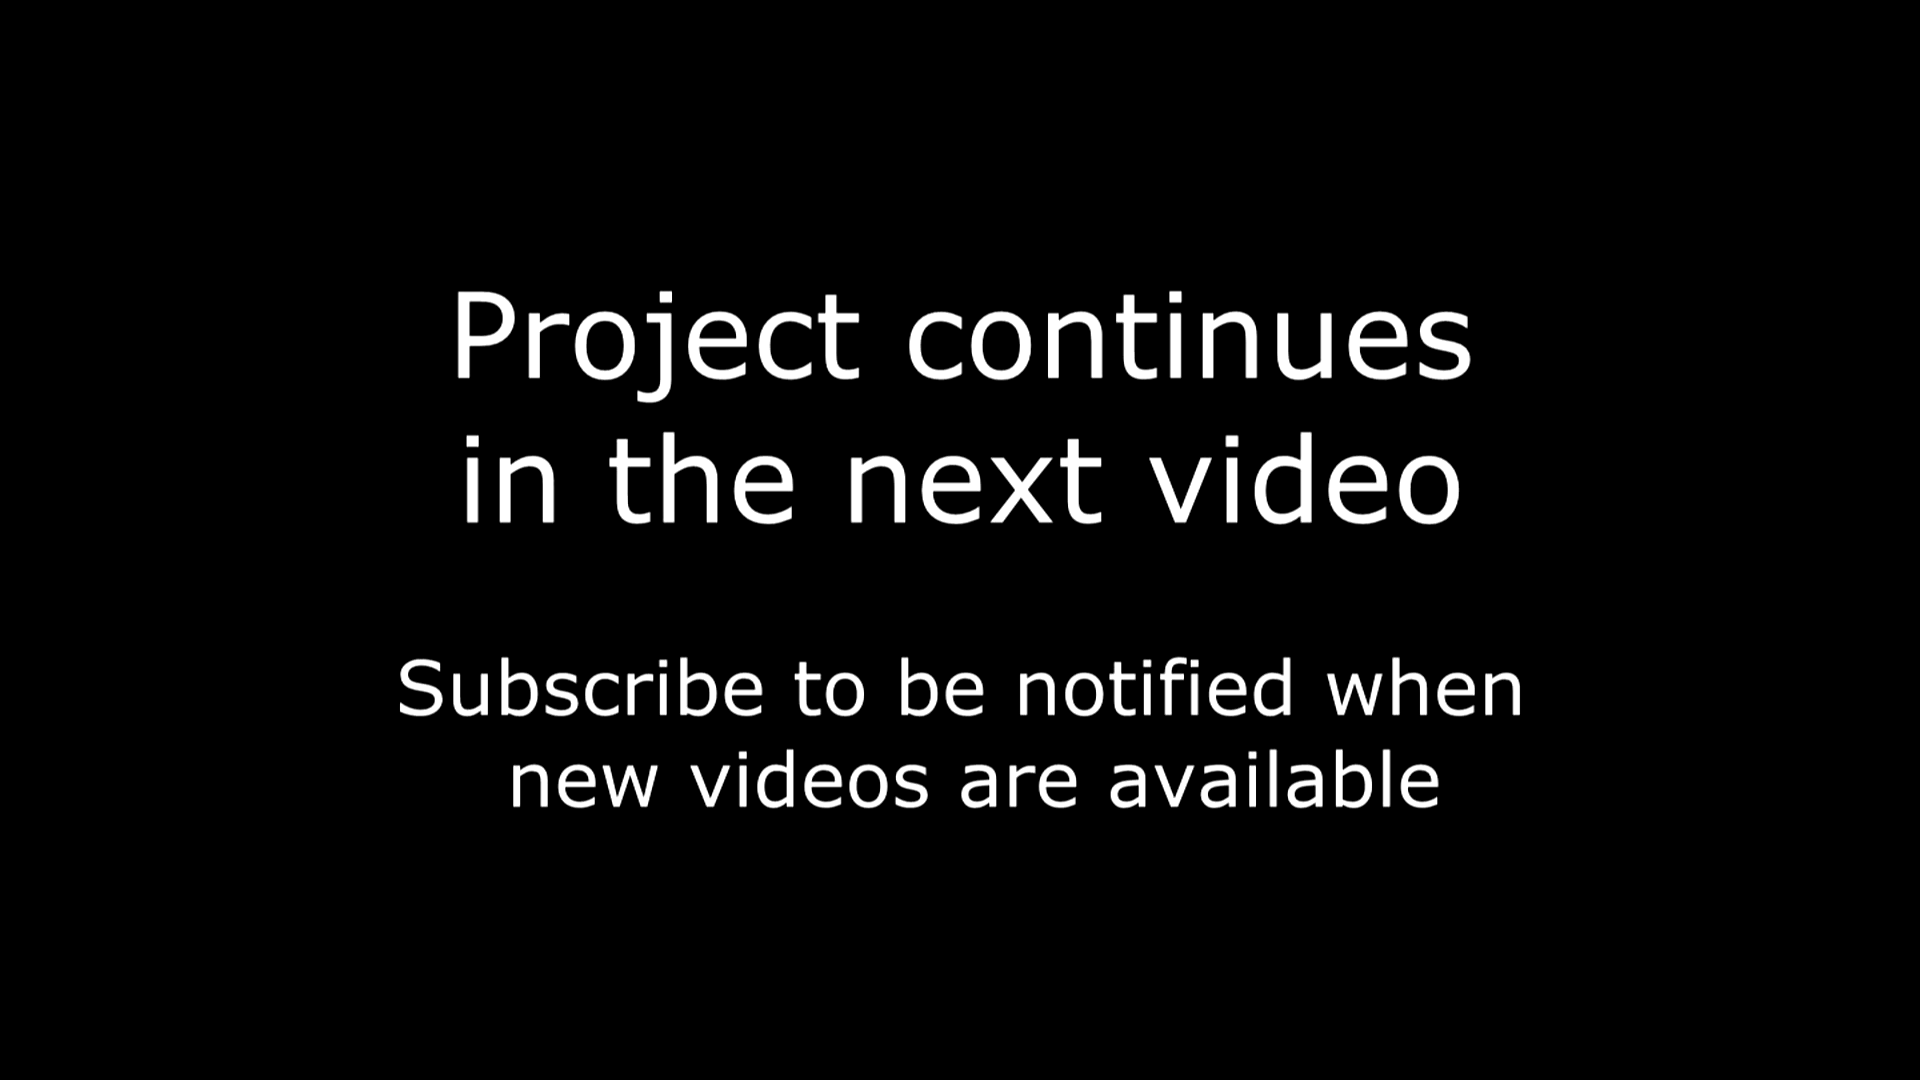 Project continues
in the next video
Subscribe to be notified when
new videos are available